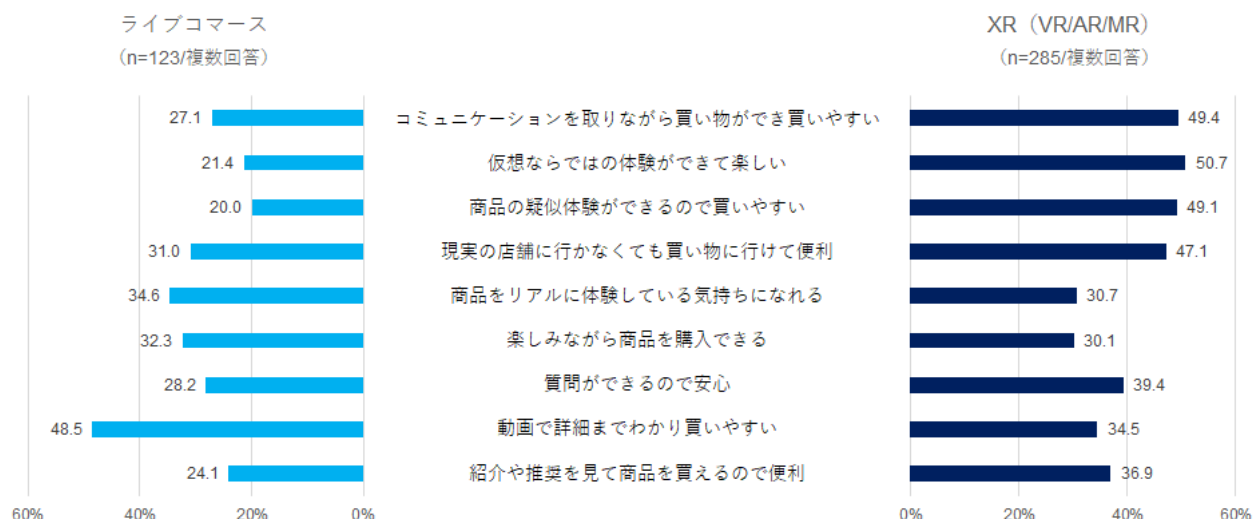 ライブコマース
(n=123/複数回答)
XR(VR/AR/MR)
(n=285/複数回答)
27.1 コミュニケーションを取りながら買い物ができ買いやすい 49.4
21.4 仮想ならではの体験ができて楽しい 50.7
20.0 商品の疑似体験ができるので買いやすい 49.1
31.0 現実の店舗に行かなくても買い物に行けて便利 47.1
34.6 商品をリアルに体験している気持ちになれる 30.7
32.3 楽しみながら商品を購入できる 30.1
28.2 質問ができるので安心 39.4
48.5 動画で詳細までわかり買いやすい 34.5
24.1 紹介や推奨を見て商品を買えるので便利 36.9
60% 40% 20% 0% 0% 20% 40% 60%